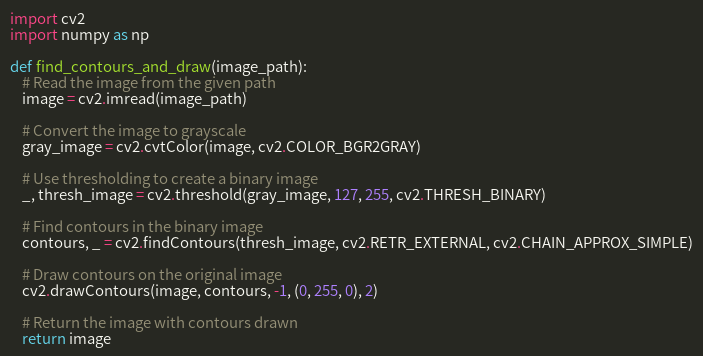 import cv2
import numpy as np
def find_contours_and_draw(image_path):
# Read the image from the given path
image = cv2.imread(image_path)
# Convert the image to grayscale
gray_image = cv2.cvtColor(image, cv2.COLOR_BGR2GRAY)
# Use thresholding to create a binary image
_, thresh_image = cv2.threshold(gray_image, 127, 255, cv2.THRESH_BINARY)
# Find contours in the binary image
contours, _ = cv2.findContours(thresh_image, cv2.RETR_EXTERNAL, cv2.CHAIN_APPROX_SIMPLE)
# Draw contours on the original image
cv2.drawContours(image, contours, -1, (0, 255, 0), 2)
# Return the image with contours drawn
return image